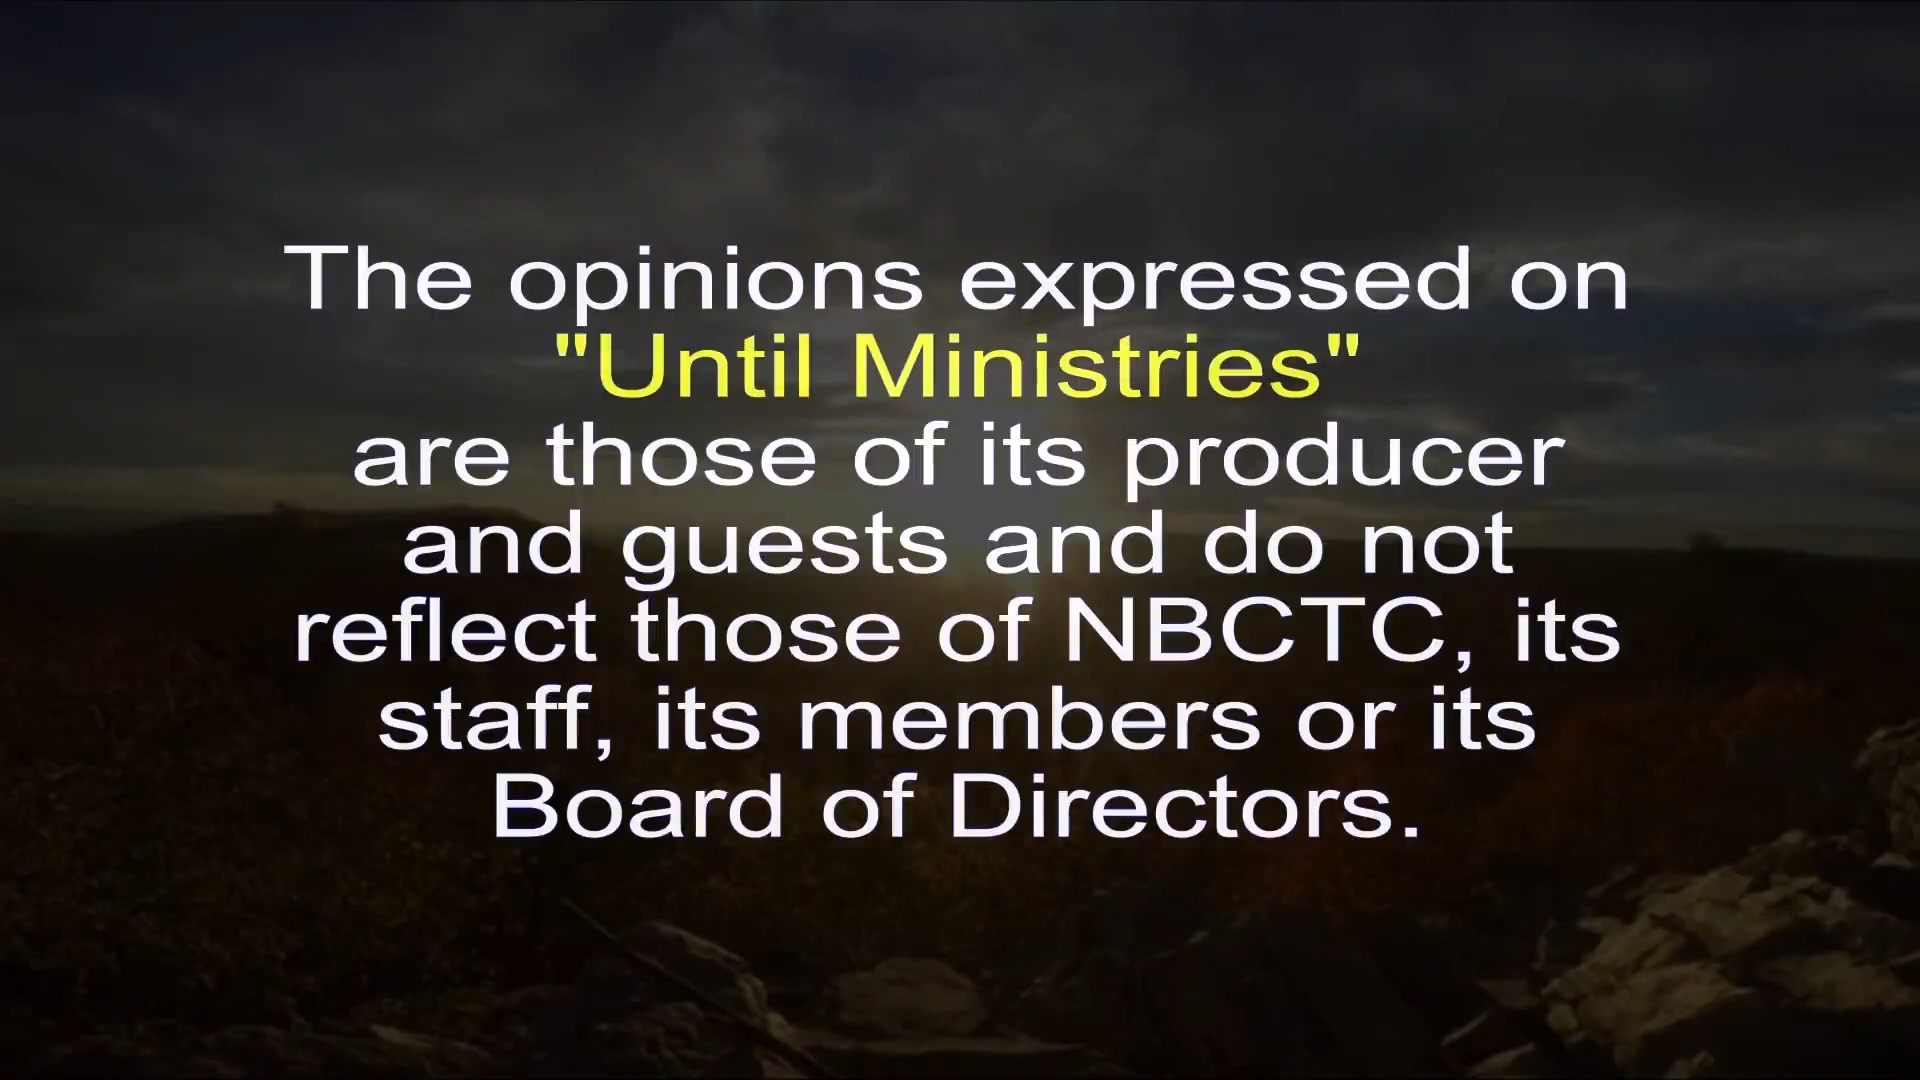 The opinions expressed on
"Until Ministries"
are those of its producer
and guests and do not
reflect those of NBCTC, its
staff, its members or its
Board of Directors.